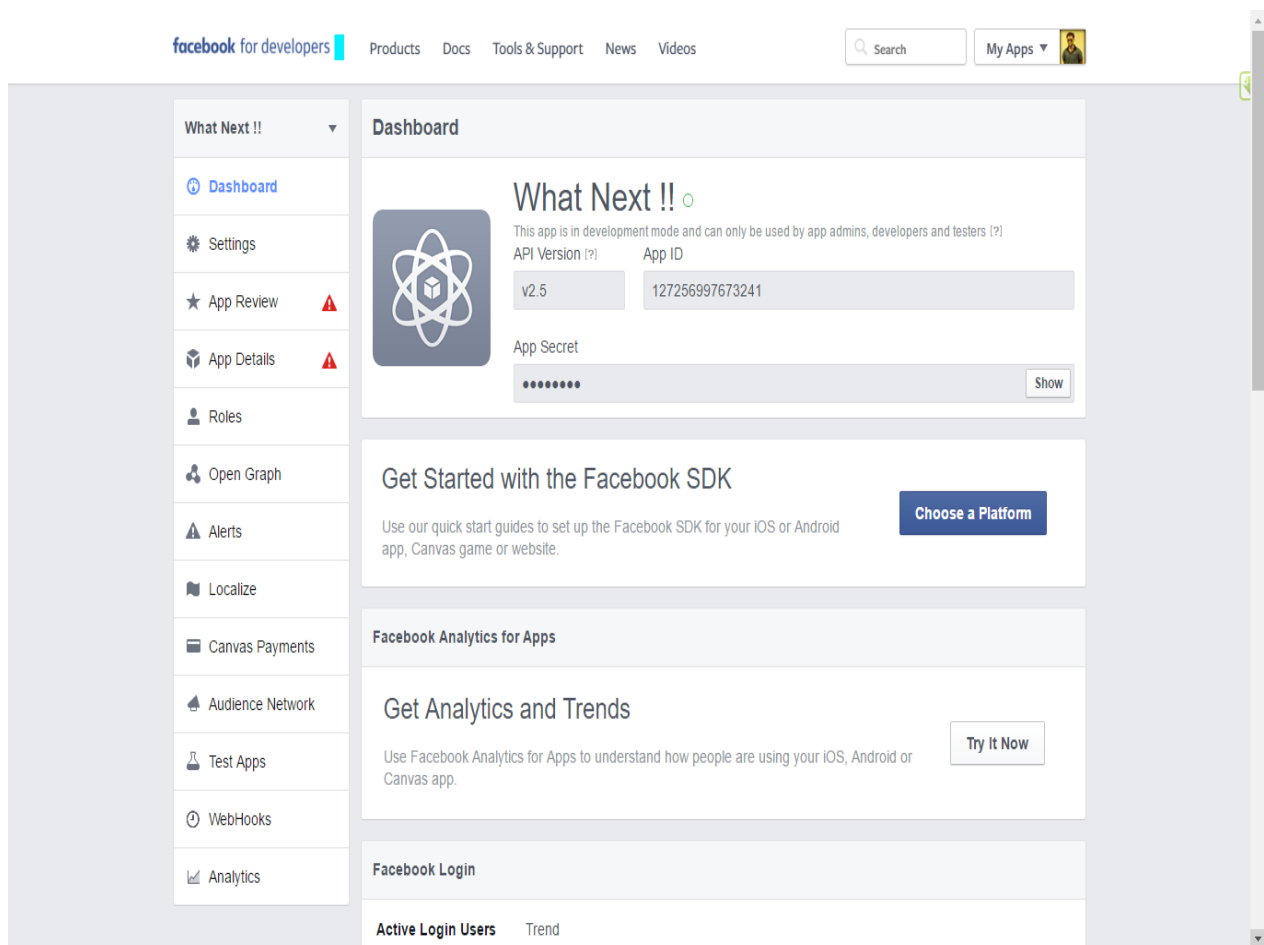 facebook for developers Products Docs Tools & Support News Videos Search My Apps
What Next !!
Dashboard
Settings
App Review
App Details
Roles
Open Graph
Alerts
Localize
Canvas Payments
Audience Network
Test Apps
WebHooks
Analytics
Dashboard
What Next !!
This app is in development mode and can only be used by app admins, developers and testers [?]
API Version [?] App ID
v2.5 127256997673241
App Secret
●●●●●●●● Show
Get Started with the Facebook SDK
Use our quick start guides to set up the Facebook SDK for your iOS or Android
app, Canvas game or website.
Choose a Platform
Facebook Analytics for Apps
Get Analytics and Trends
Use Facebook Analytics for Apps to understand how people are using your iOS, Android or
Canvas app.
Try It Now
Facebook Login
Active Login Users Trend